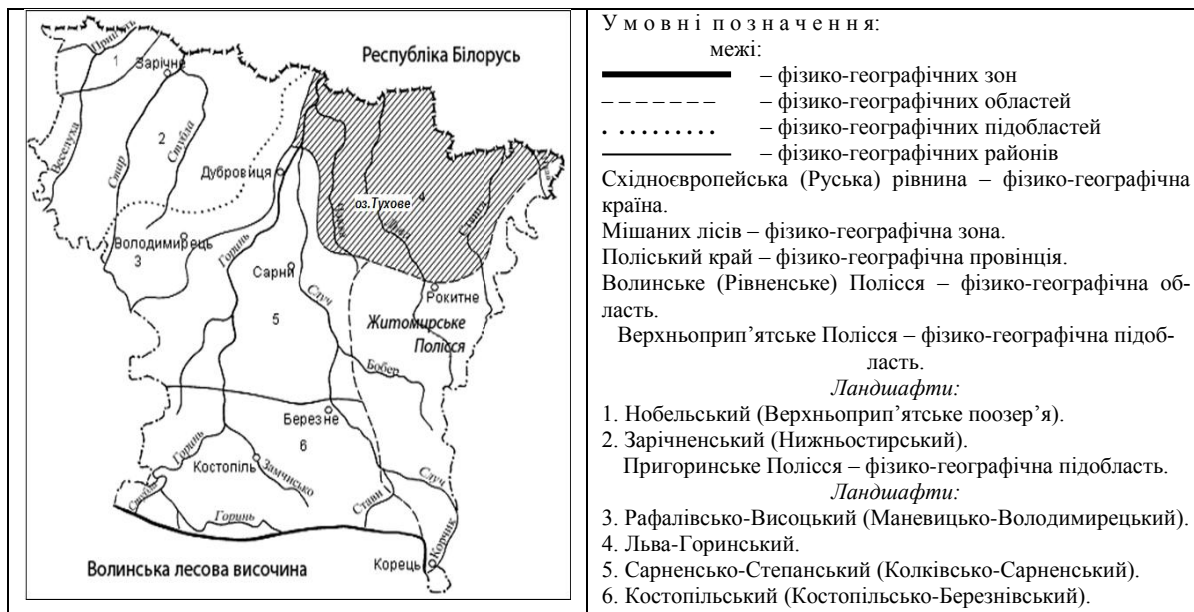 Республіка Білорусь
Прип'ять
1
Зарічне
Веселуха
Стир
2
Стубла
Дубровиця
оз.Тухове
4
Льва
Ствига
Володимирець
3
Горинь
Сарни
Случ
Рокитне
5
Житомирське
Полісся
Бобер
Березне
6
Горинь
Костопіль
Замчисько
Случ
Стави
Горинь
Корчик
Корець
Волинська лесова височина
Умовні позначення:
межі:
– фізико-географічних зон
– фізико-географічних областей
– фізико-географічних підобластей
– фізико-географічних районів
Східноєвропейська (Руська) рівнина – фізико-географічна
країна.
Мішаних лісів – фізико-географічна зона.
Поліський край – фізико-географічна провінція.
Волинське (Рівненське) Полісся – фізико-географічна об-
ласть.
Верхньоприп’ятське Полісся – фізико-географічна підоб-
ласть.
Ландшафти:
1. Нобельський (Верхньоприп’ятське поозер’я).
2. Зарічненський (Нижньостирський).
Пригоринське Полісся – фізико-географічна підобласть.
Ландшафти:
3. Рафалівсько-Висоцький (Маневицько-Володимирецький).
4. Льва-Горинський.
5. Сарненсько-Степанський (Колківсько-Сарненський).
6. Костопільський (Костопільсько-Березнівський).